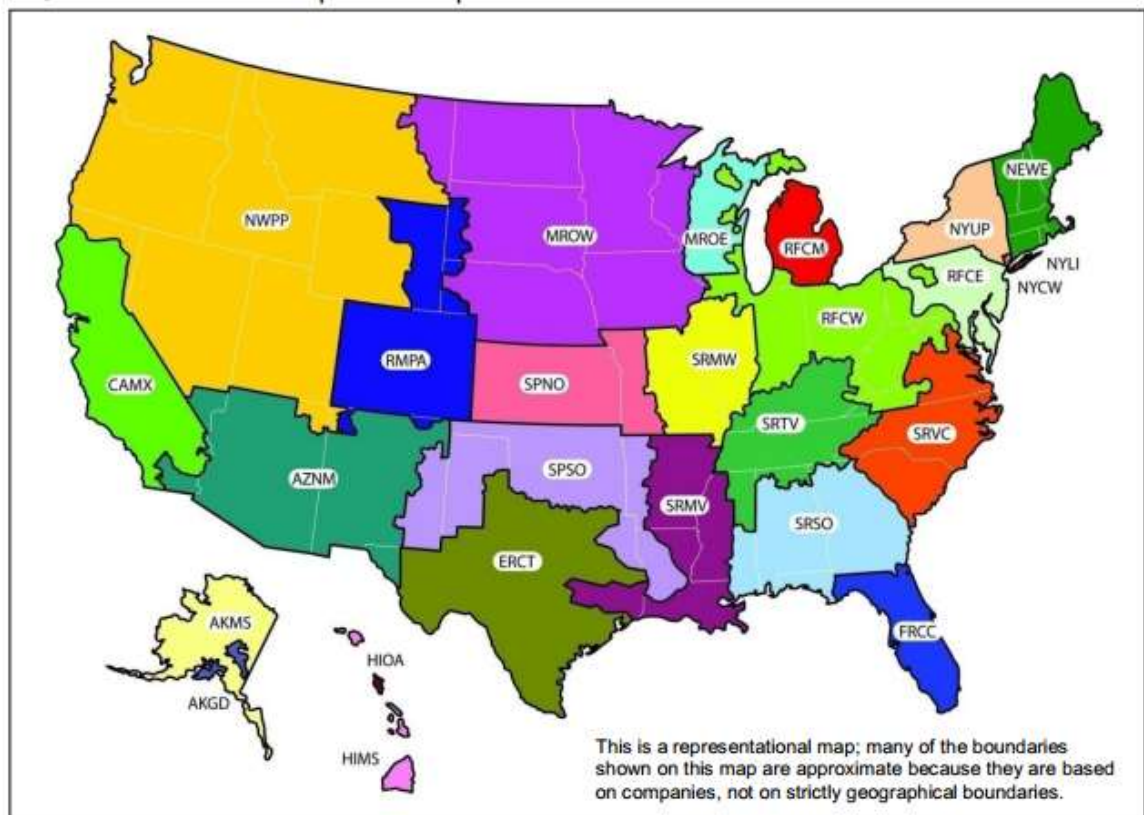 NWPP
MROW
MROE
RFCM
NEWE
NYUP
NYLI
NYCW
RFCE
RFCW
CAMX
RMPA
SPNO
SRMW
SRTV
SRVC
AZNM
SPSO
SRMV
SRSO
ERCT
FRCC
AKMS
AKGD
HIOA
HIMS
This is a representational map; many of the boundaries
shown on this map are approximate because they are based
on companies, not on strictly geographical boundaries.